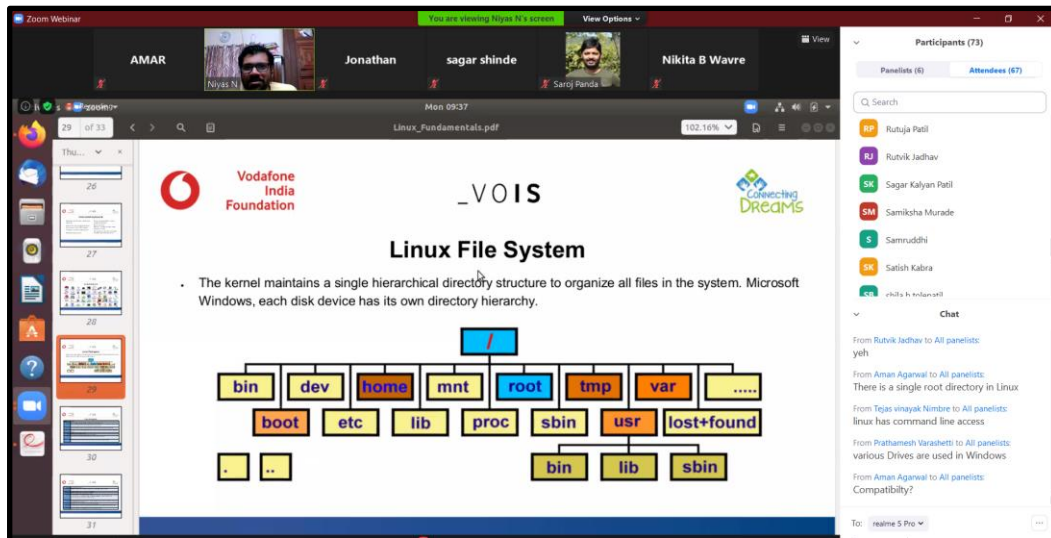 Zoom Webinar
You are viewing Niyas N's screen View Options
View
AMAR
Niyas N
Jonathan
sagar shinde
Saroj Panda
Nikita B Wavre
Mon 09:37
29 of 33
Linux_Fundamentals.pdf
102.16%
Thu...
26
27
28
29
30
31
Vodafone
India
Foundation
_VOIS
Connecting
Dreams
Linux File System
. The kernel maintains a single hierarchical directory structure to organize all files in the system. Microsoft
Windows, each disk device has its own directory hierarchy.
/
bin dev home mnt root tmp var .....
boot etc lib proc sbin usr lost+found
. .. bin lib sbin
Participants (73)
Panelists (6) Attendees (67)
Search
RP Rutuja Patil
RJ Rutvik Jadhav
SK Sagar Kalyan Patil
SM Samiksha Murade
S Samruddhi
SK Satish Kabra
Chat
From Rutvik Jadhav to All panelists:
yeh
From Aman Agarwal to All panelists:
There is a single root directory in Linux
From Tejas vinayak Nimbre to All panelists:
linux has command line access
From Prathamesh Varashetti to All panelists:
various Drives are used in Windows
From Aman Agarwal to All panelists:
Compatibilty?
To: realme 5 Pro